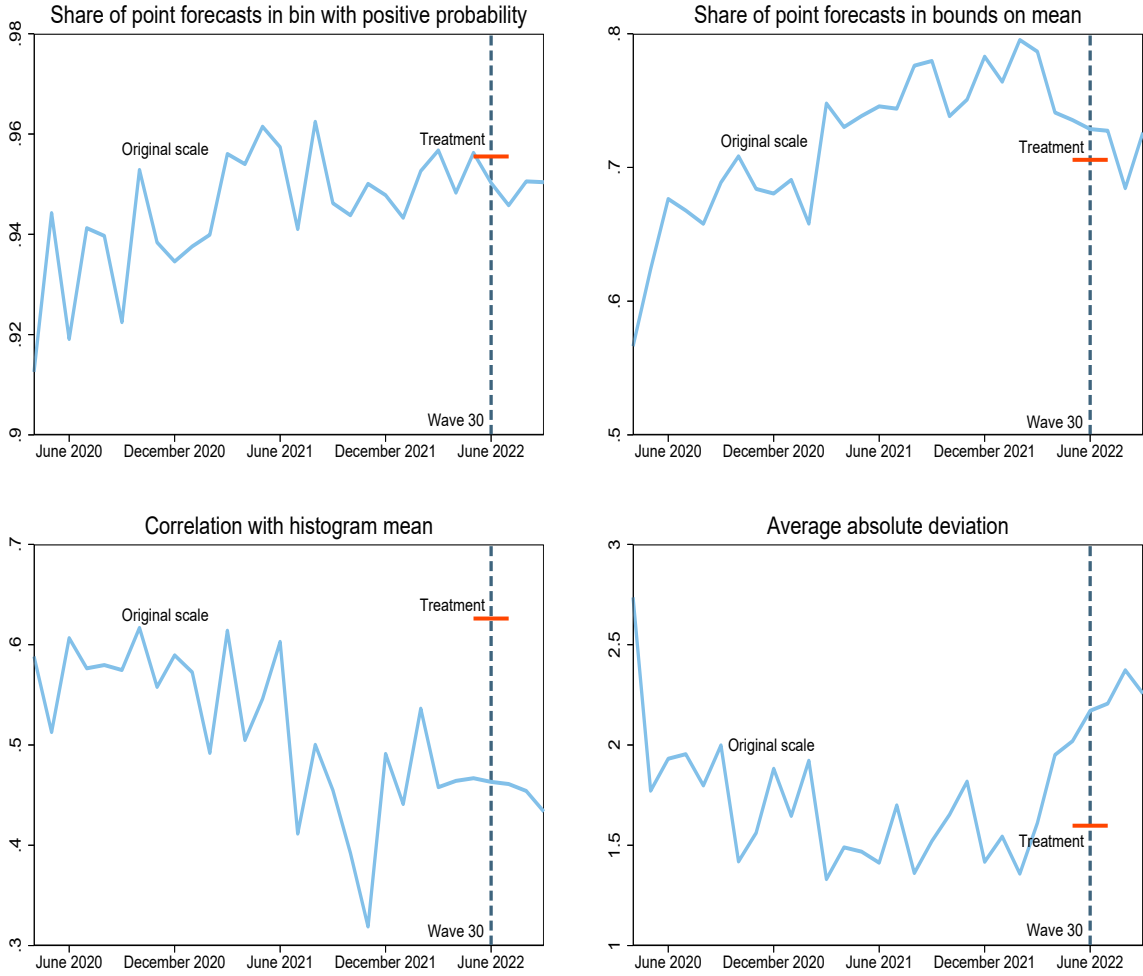 Share of point forecasts in bin with positive probability
.98
.96
.94
.92
.9
Original scale
Treatment
Wave 30
June 2020
December 2020
June 2021
December 2021
June 2022
Share of point forecasts in bounds on mean
.8
.7
.6
.5
Original scale
Treatment
Wave 30
June 2020
December 2020
June 2021
December 2021
June 2022
Correlation with histogram mean
.7
.6
.5
.4
.3
Original scale
Treatment
Wave 30
June 2020
December 2020
June 2021
December 2021
June 2022
Average absolute deviation
3
2.5
2
1.5
1
Original scale
Treatment
Wave 30
June 2020
December 2020
June 2021
December 2021
June 2022